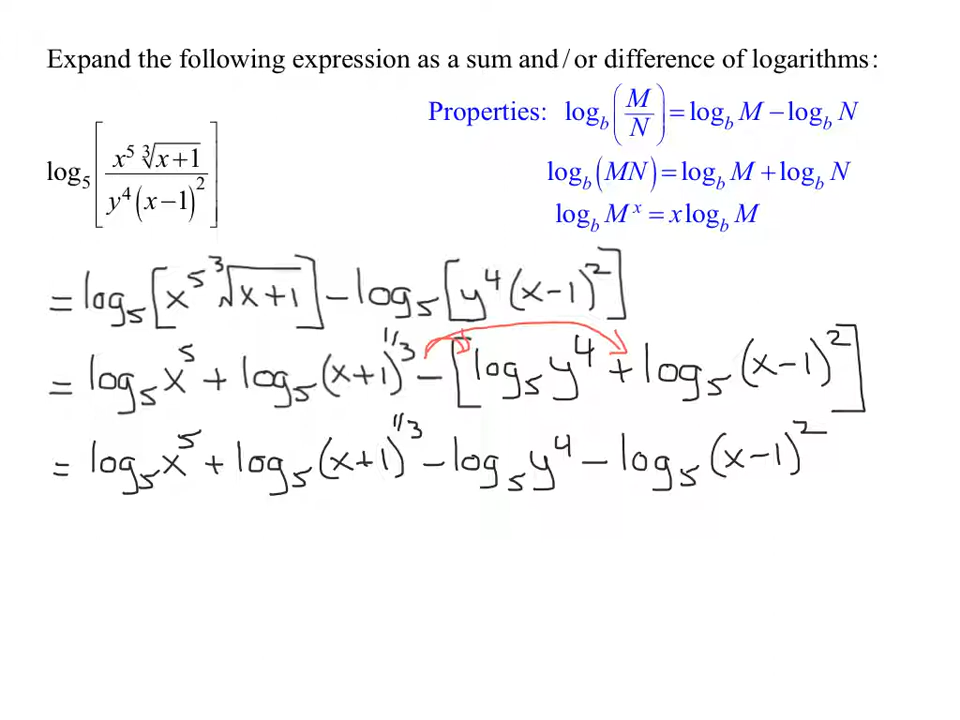 Expand the following expression as a sum and/or difference of logarithms:
Properties: log_b(M/N) = log_b M − log_b N
log_5[x^5 ∛(x+1) / y^4(x−1)^2]
log_b(MN) = log_b M + log_b N
log_b M^x = x log_b M
= log_5[x^5 ∛(x+1)] − log_5[y^4(x−1)^2]
= log_5 x^5 + log_5(x+1)^1/3 − [log_5 y^4 + log_5(x−1)^2]
= log_5 x^5 + log_5(x+1)^1/3 − log_5 y^4 − log_5(x−1)^2